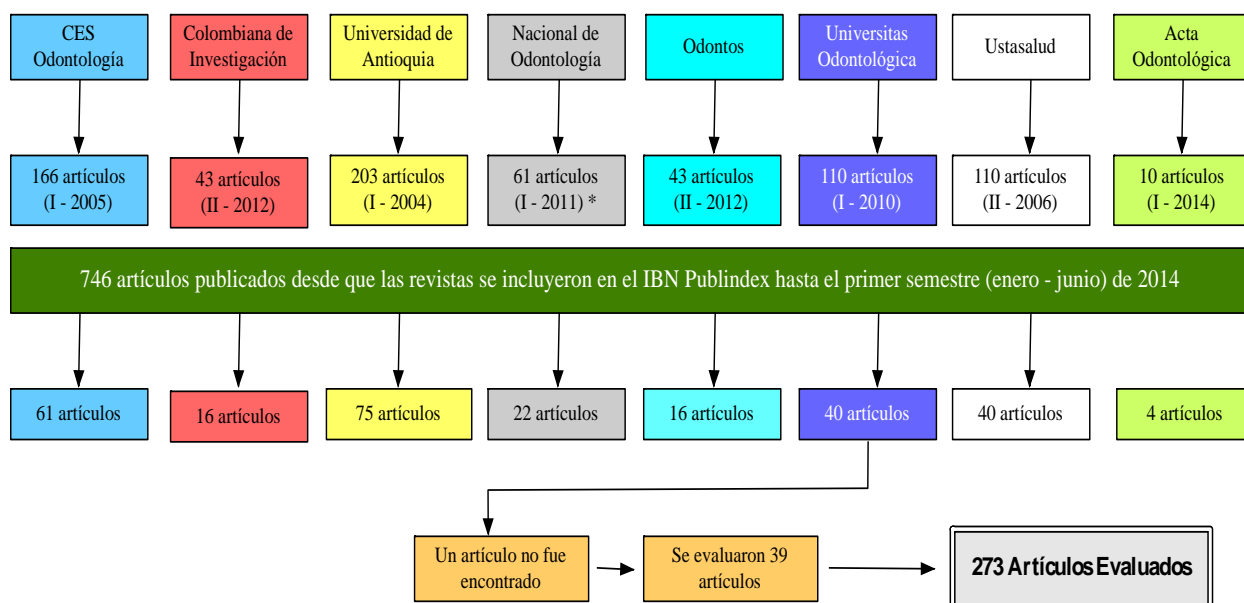 CES
Odontología
Colombiana de
Investigación
Universidad de
Antioquia
Nacional de
Odontología
Odontos
Universitas
Odontológica
Ustasalud
Acta
Odontológica
166 artículos
(I - 2005)
43 artículos
(II - 2012)
203 artículos
(I - 2004)
61 artículos
(I - 2011) *
43 artículos
(II - 2012)
110 artículos
(I - 2010)
110 artículos
(II - 2006)
10 artículos
(I - 2014)
746 artículos publicados desde que las revistas se incluyeron en el IBN Publindex hasta el primer semestre (enero - junio) de 2014
61 artículos
16 artículos
75 artículos
22 artículos
16 artículos
40 artículos
40 artículos
4 artículos
Un artículo no fue
encontrado
Se evaluaron 39
artículos
273 Artículos Evaluados